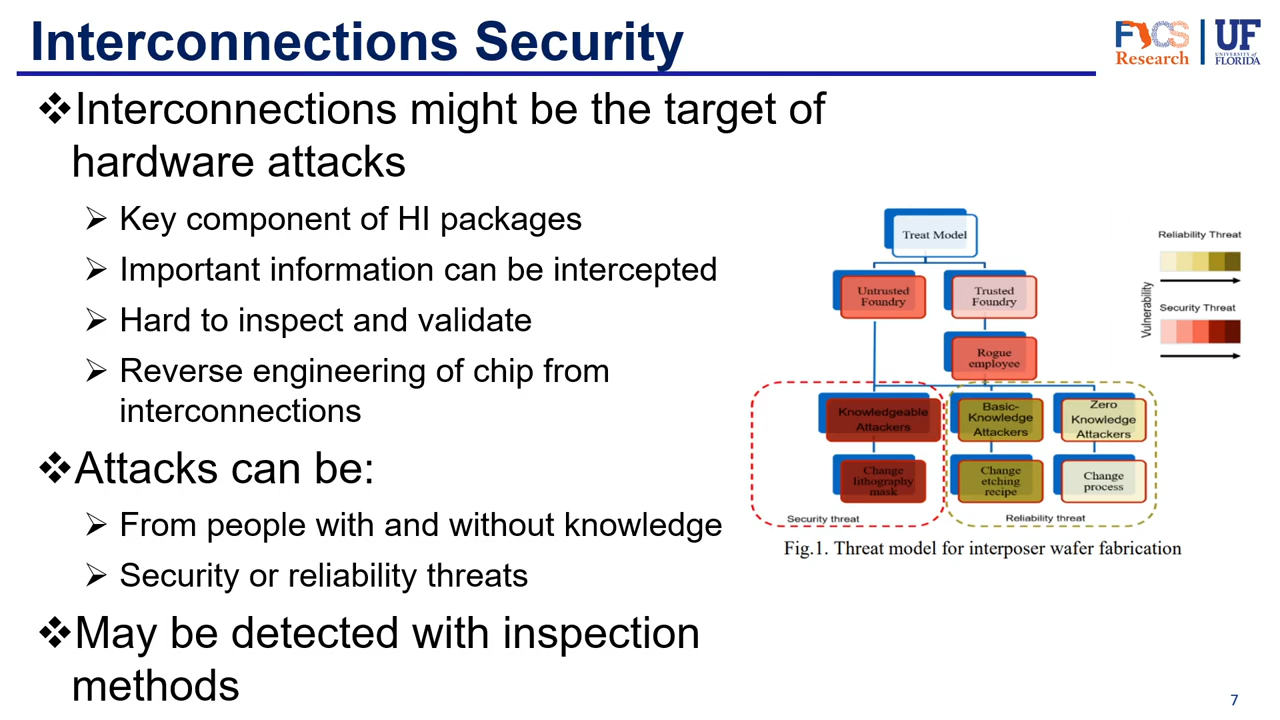 Interconnections Security
FICS
Research
UF
UNIVERSITY of
FLORIDA
❖Interconnections might be the target of
hardware attacks
➢ Key component of HI packages
➢ Important information can be intercepted
➢ Hard to inspect and validate
➢ Reverse engineering of chip from
interconnections
❖Attacks can be:
➢ From people with and without knowledge
➢ Security or reliability threats
❖May be detected with inspection
methods
Treat Model
Untrusted
Foundry
Trusted
Foundry
Rogue
employee
Knowledgeable
Attackers
Basic-
Knowledge
Attackers
Zero
Knowledge
Attackers
Change
lithography
mask
Change
etching
recipe
Change
process
Security threat
Reliability threat
Reliability Threat
Security Threat
Vulnerability
Fig.1. Threat model for interposer wafer fabrication
7